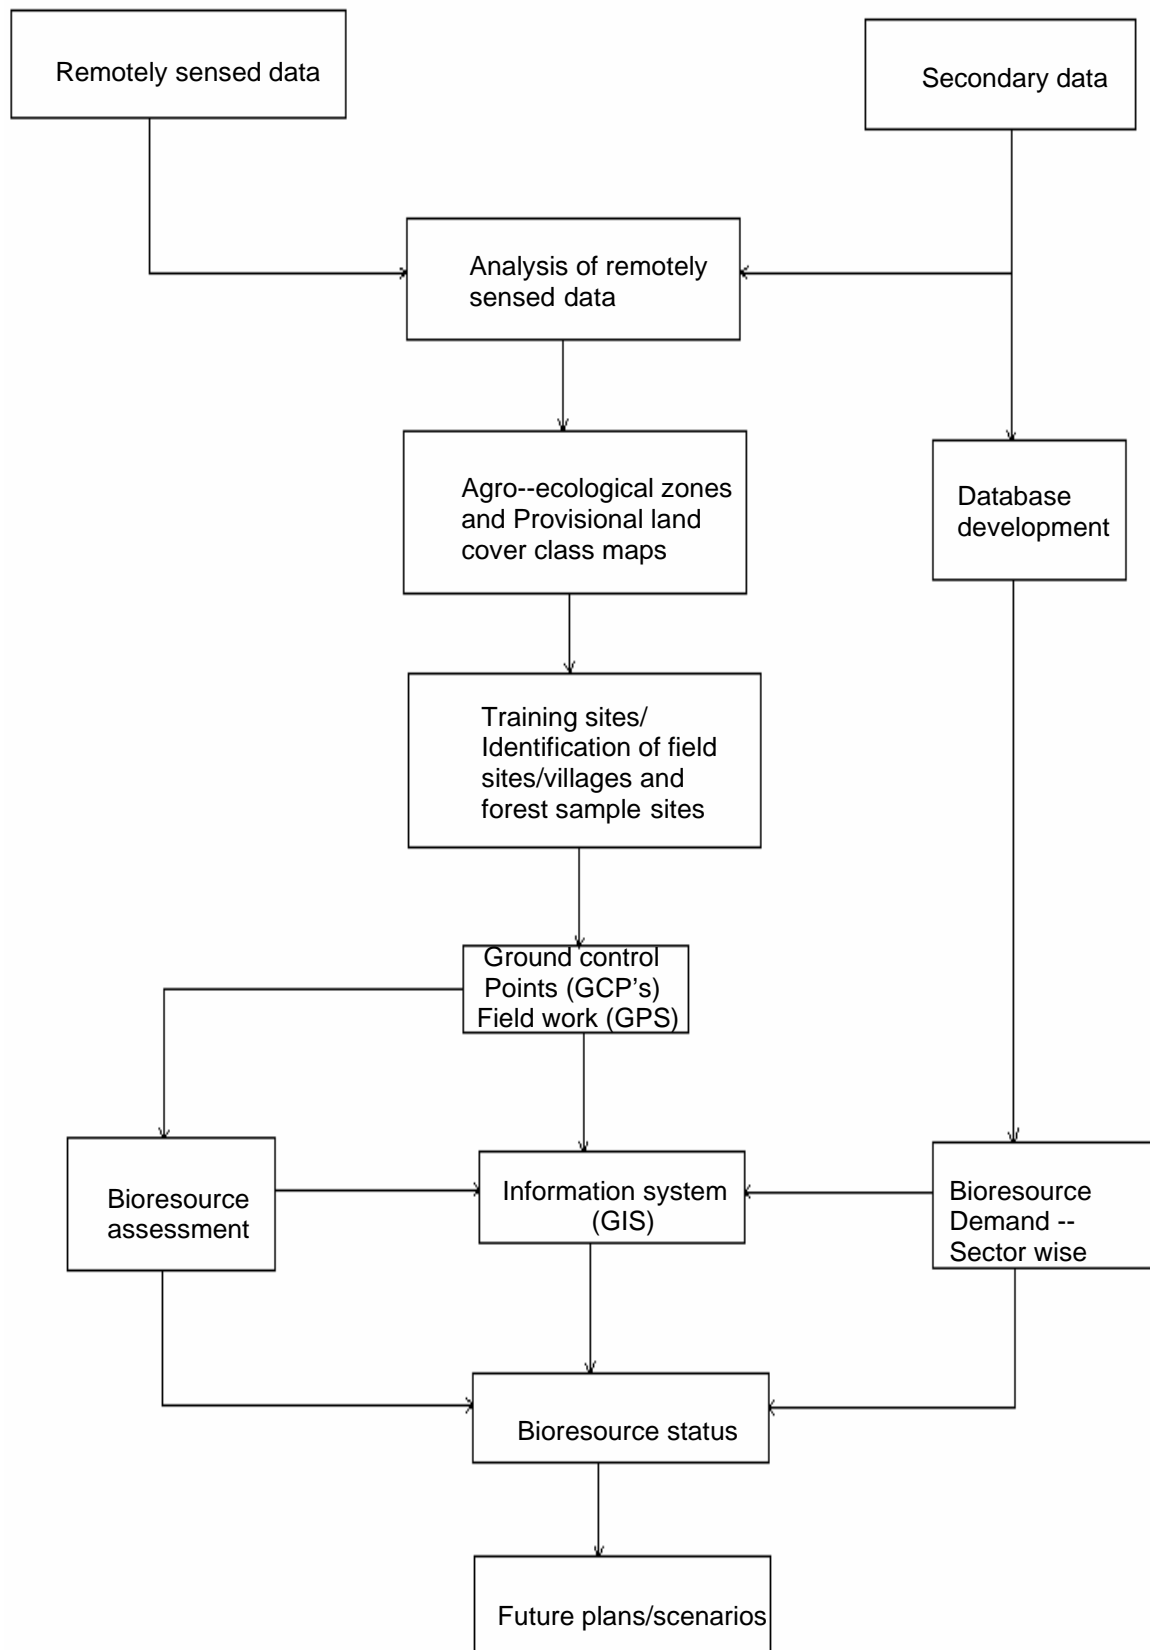 Remotely sensed data
Secondary data
Analysis of remotely
sensed data
Agro--ecological zones
and Provisional land
cover class maps
Database
development
Training sites/
Identification of field
sites/villages and
forest sample sites
Ground control
Points (GCP's)
Field work (GPS)
Bioresource
assessment
Information system
(GIS)
Bioresource
Demand --
Sector wise
Bioresource status
Future plans/scenarios